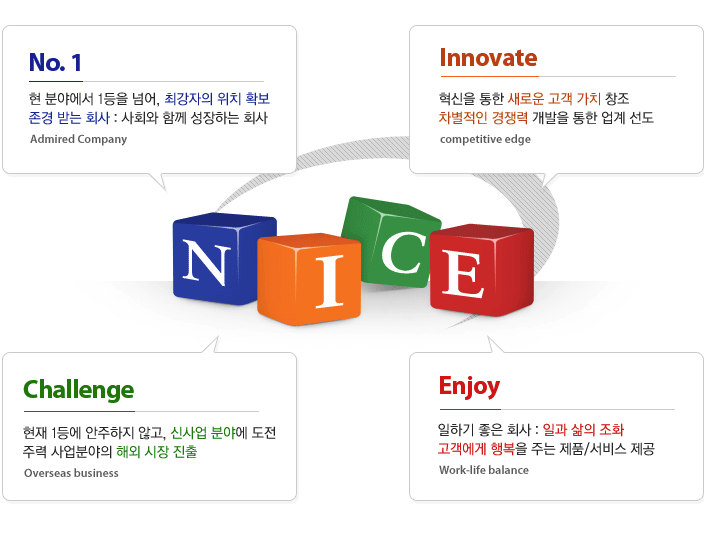 No. 1
현 분야에서 1등을 넘어, 최강자의 위치 확보
존경 받는 회사 : 사회와 함께 성장하는 회사
Admired Company
Innovate
혁신을 통한 새로운 고객 가치 창조
차별적인 경쟁력 개발을 통한 업계 선도
competitive edge
N I C E
Challenge
현재 1등에 안주하지 않고, 신사업 분야에 도전
주력 사업분야의 해외 시장 진출
Overseas business
Enjoy
일하기 좋은 회사 : 일과 삶의 조화
고객에게 행복을 주는 제품/서비스 제공
Work-life balance